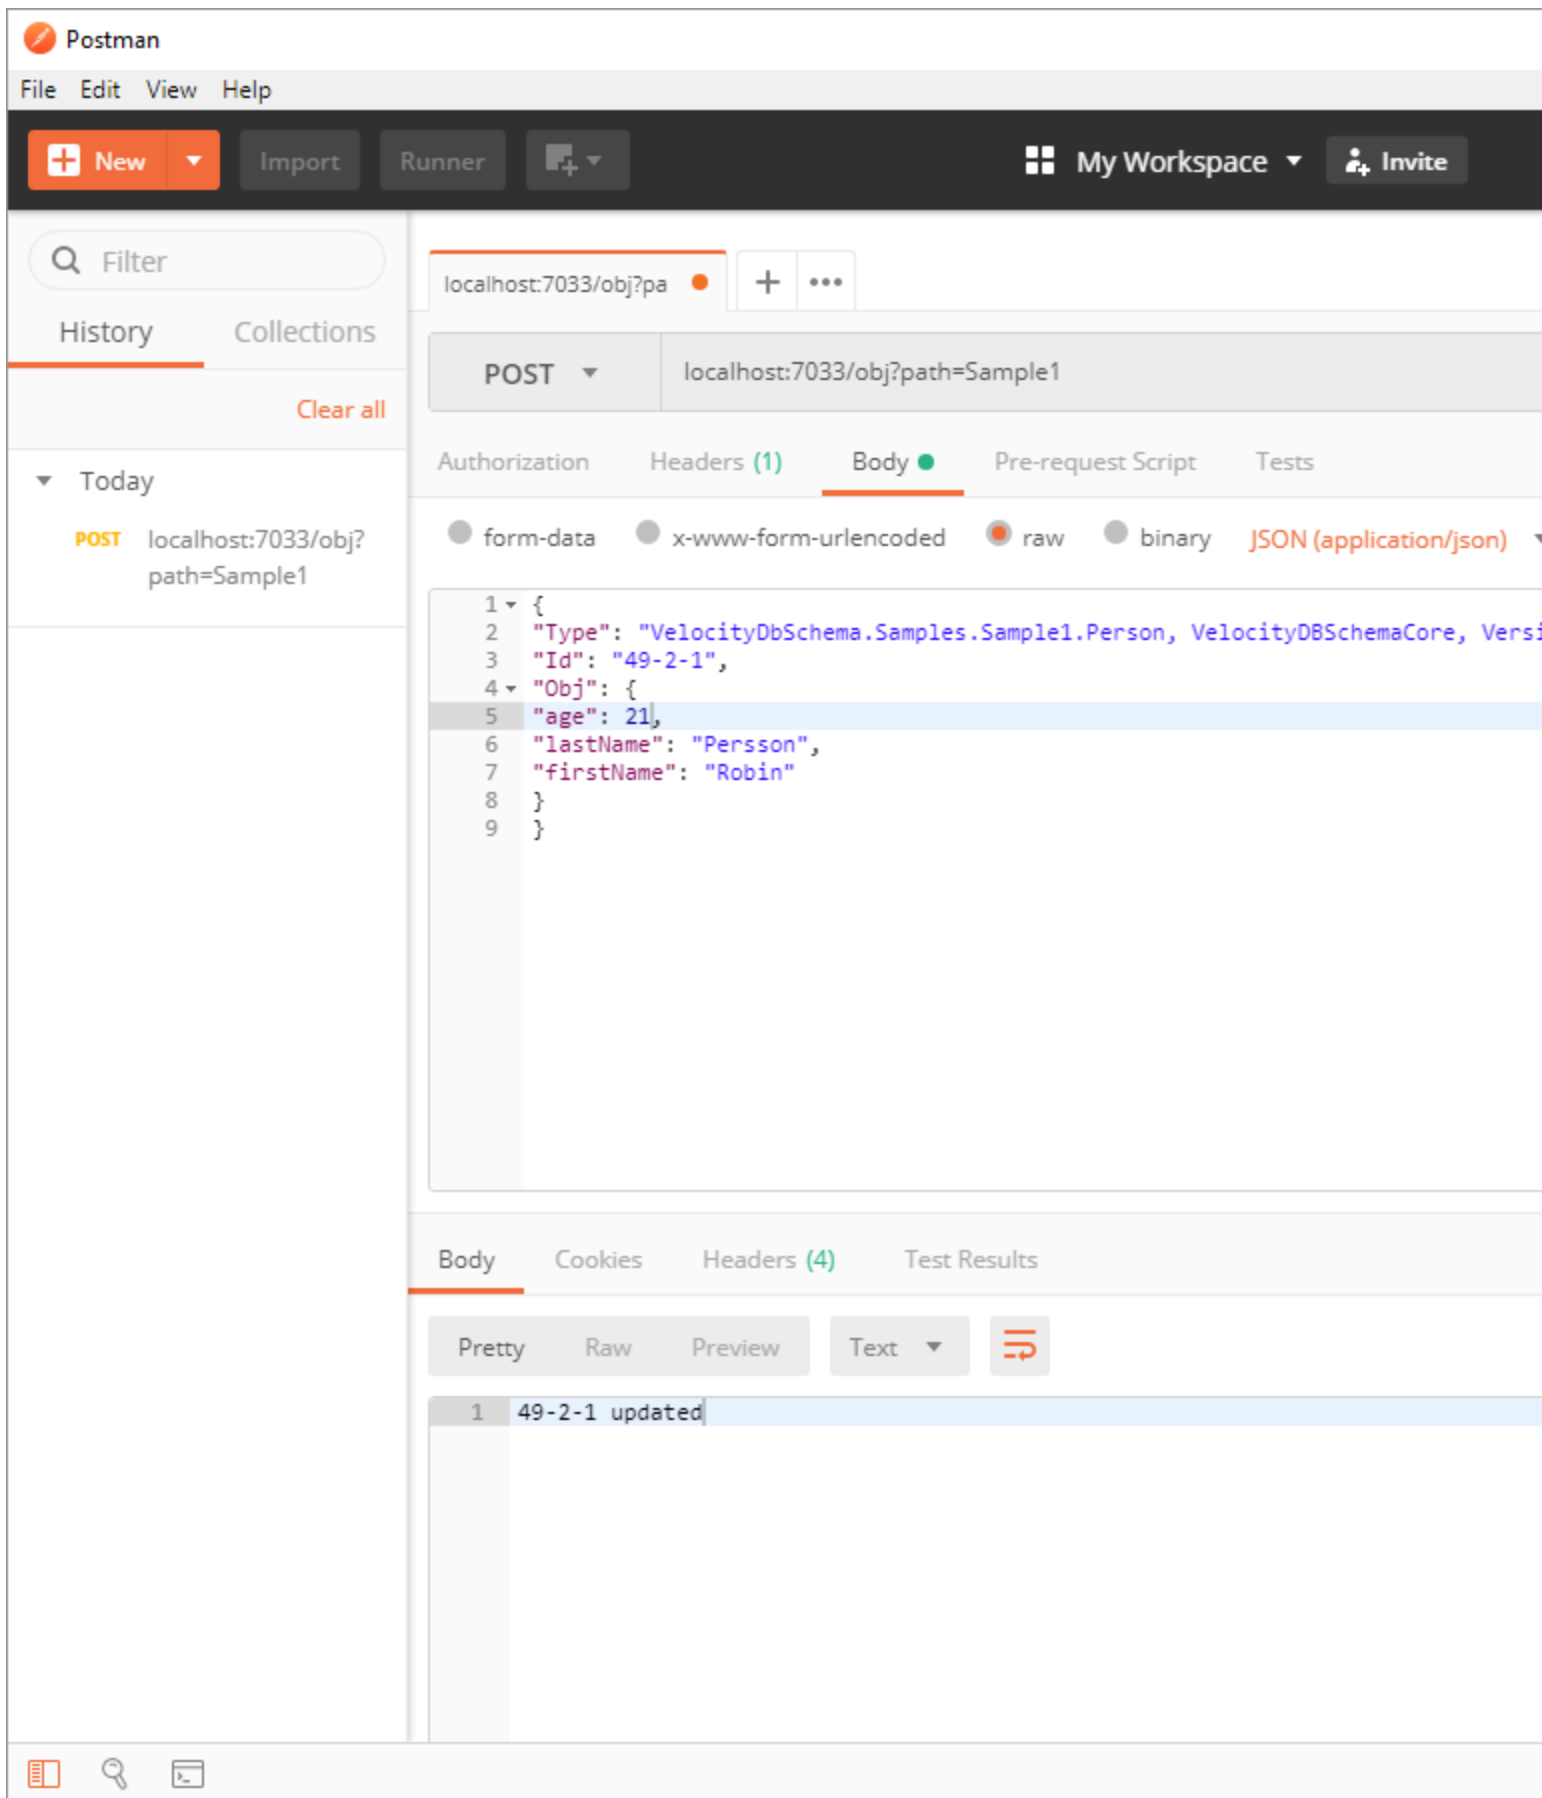 Postman
File Edit View Help
New Import Runner My Workspace Invite
Filter
History Collections
Clear all
Today
POST localhost:7033/obj?
path=Sample1
localhost:7033/obj?pa
POST localhost:7033/obj?path=Sample1
Authorization Headers (1) Body Pre-request Script Tests
form-data x-www-form-urlencoded raw binary JSON (application/json)
1 {
2 "Type": "VelocityDbSchema.Samples.Sample1.Person, VelocityDBSchemaCore, Versi
3 "Id": "49-2-1",
4 "Obj": {
5 "age": 21,
6 "lastName": "Persson",
7 "firstName": "Robin"
8 }
9 }
Body Cookies Headers (4) Test Results
Pretty Raw Preview Text
1 49-2-1 updated